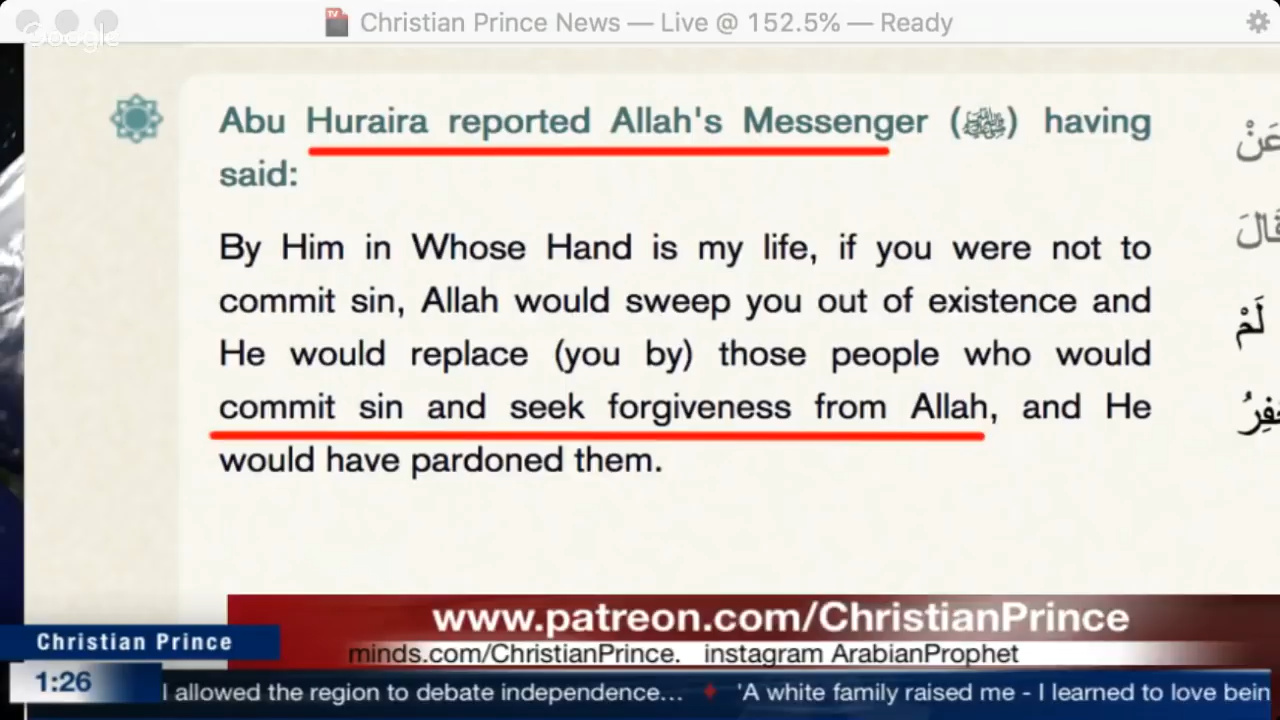 Christian Prince News — Live @ 152.5% — Ready
Google
Abu Huraira reported Allah's Messenger (ﷺ) having
said:
By Him in Whose Hand is my life, if you were not to
commit sin, Allah would sweep you out of existence and
He would replace (you by) those people who would
commit sin and seek forgiveness from Allah, and He
would have pardoned them.
عَنْ
لَمْ
www.patreon.com/ChristianPrince
Christian Prince
minds.com/ChristianPrince. instagram ArabianProphet
1:26
I allowed the region to debate independence... ♦ 'A white family raised me - I learned to love bein